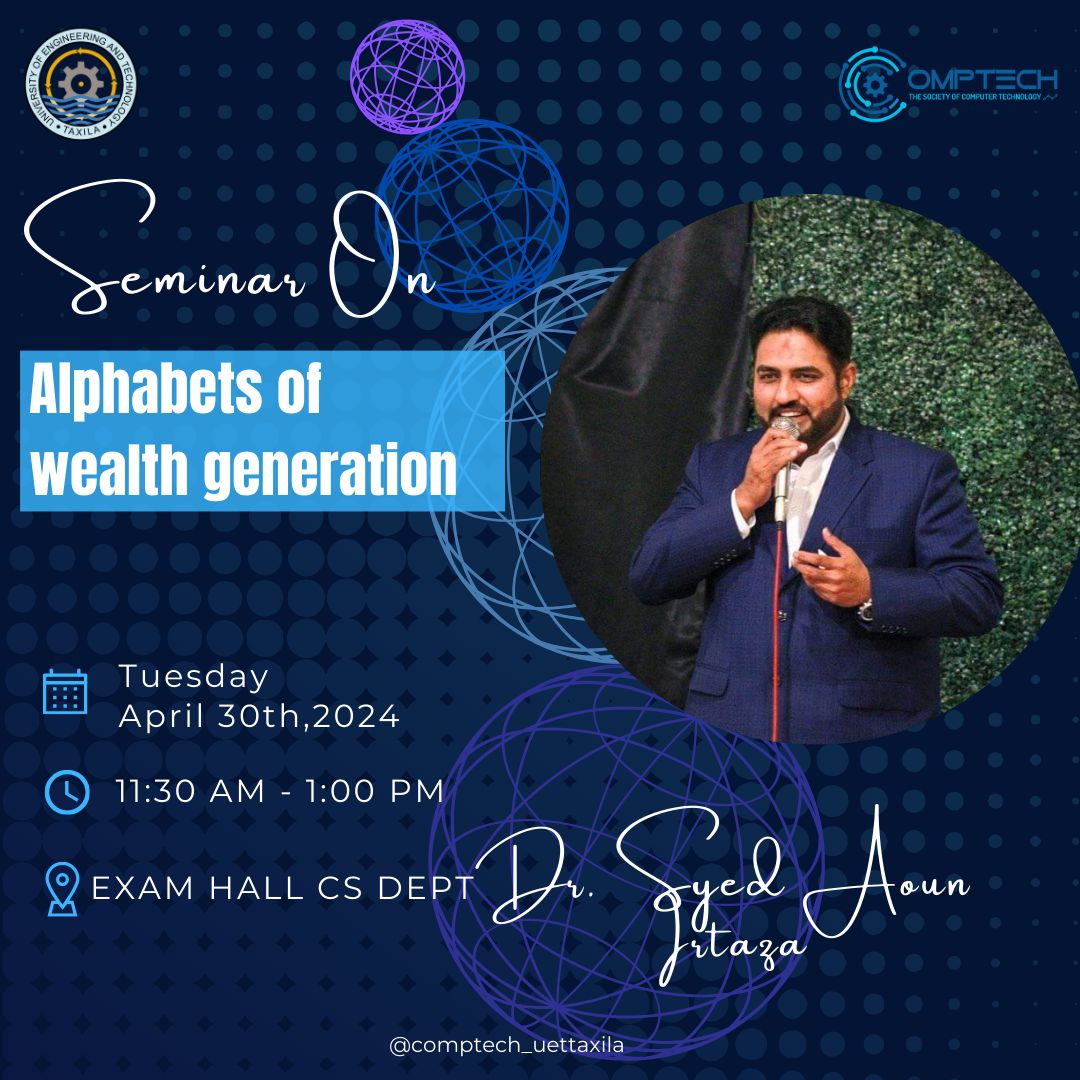 UNIVERSITY OF ENGINEERING AND TECHNOLOGY
• TAXILA •
COMPTECH
THE SOCIETY OF COMPUTER TECHNOLOGY
Seminar On
Alphabets of
wealth generation
Tuesday
April 30th,2024
11:30 AM - 1:00 PM
EXAM HALL CS DEPT
Dr. Syed Aoun
Irtaza
@comptech_uettaxila